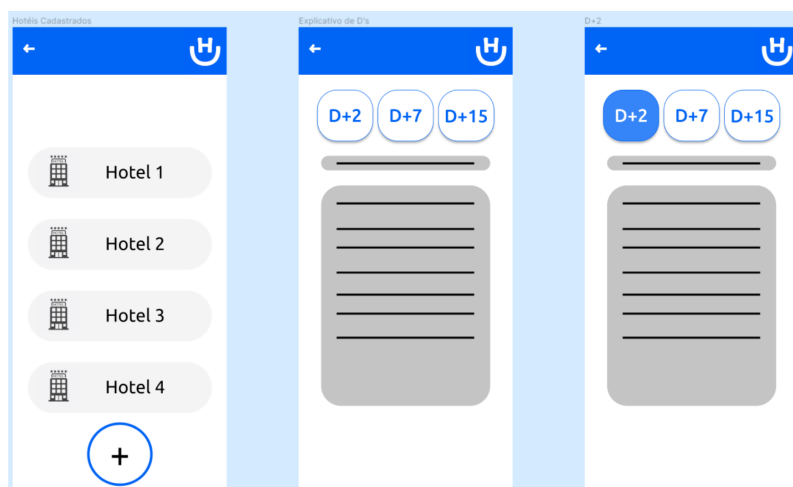 Hotéis Cadastrados
H
Hotel 1
Hotel 2
Hotel 3
Hotel 4
+
Explicativo de D's
H
D+2 D+7 D+15
D+2
H
D+2 D+7 D+15